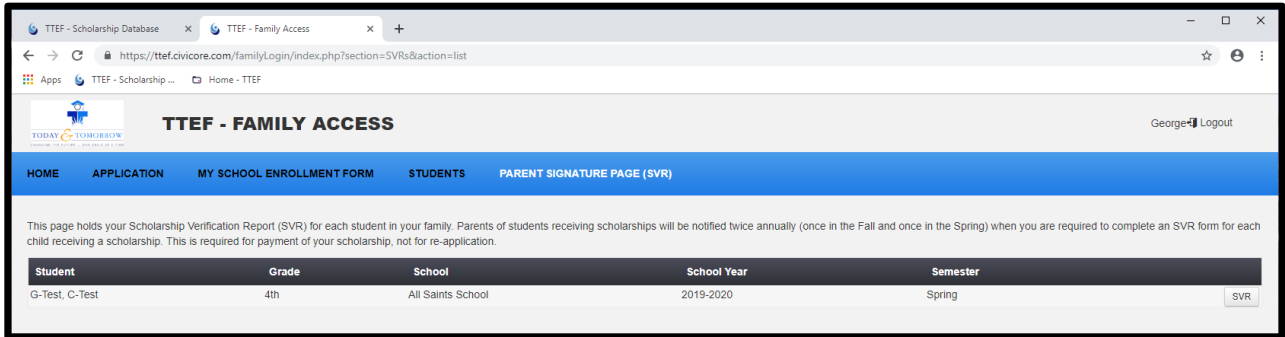 TTEF - Scholarship Database
TTEF - Family Access
https://ttef.civicore.com/familyLogin/index.php?section=SVRs&action=list
Apps TTEF - Scholarship ... Home - TTEF
TODAY & TOMORROW
TTEF - FAMILY ACCESS
George Logout
HOME APPLICATION MY SCHOOL ENROLLMENT FORM STUDENTS PARENT SIGNATURE PAGE (SVR)
This page holds your Scholarship Verification Report (SVR) for each student in your family. Parents of students receiving scholarships will be notified twice annually (once in the Fall and once in the Spring) when you are required to complete an SVR form for each
child receiving a scholarship. This is required for payment of your scholarship, not for re-application.
Student Grade School School Year Semester
G-Test, C-Test 4th All Saints School 2019-2020 Spring SVR